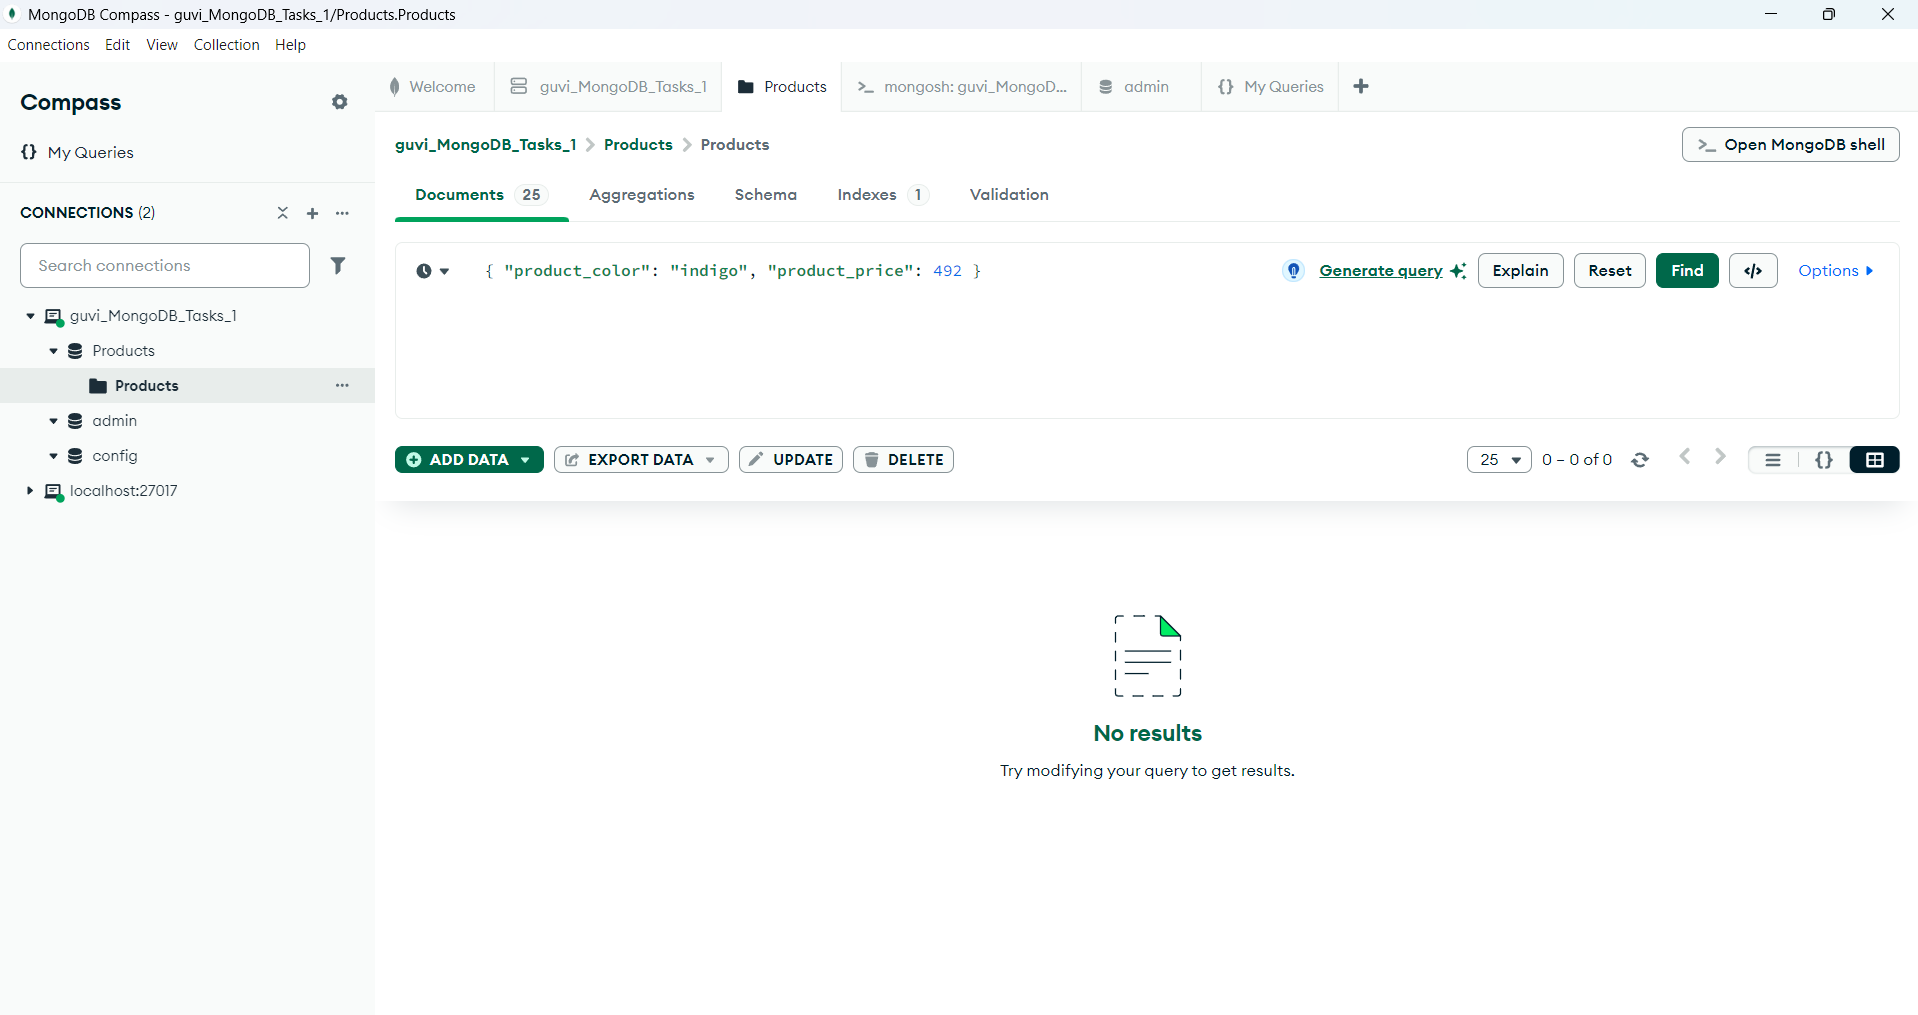 MongoDB Compass - guvi_MongoDB_Tasks_1/Products.Products
Connections Edit View Collection Help
Compass
My Queries
CONNECTIONS (2)
Search connections
guvi_MongoDB_Tasks_1
Products
Products
admin
config
localhost:27017
Welcome guvi_MongoDB_Tasks_1 Products >_ mongosh: guvi_MongoD... admin {} My Queries
guvi_MongoDB_Tasks_1 > Products > Products
>_ Open MongoDB shell
Documents 25 Aggregations Schema Indexes 1 Validation
{ "product_color": "indigo", "product_price": 492 }
Generate query Explain Reset Find </> Options
ADD DATA EXPORT DATA UPDATE DELETE
25 0 – 0 of 0 {}
No results
Try modifying your query to get results.